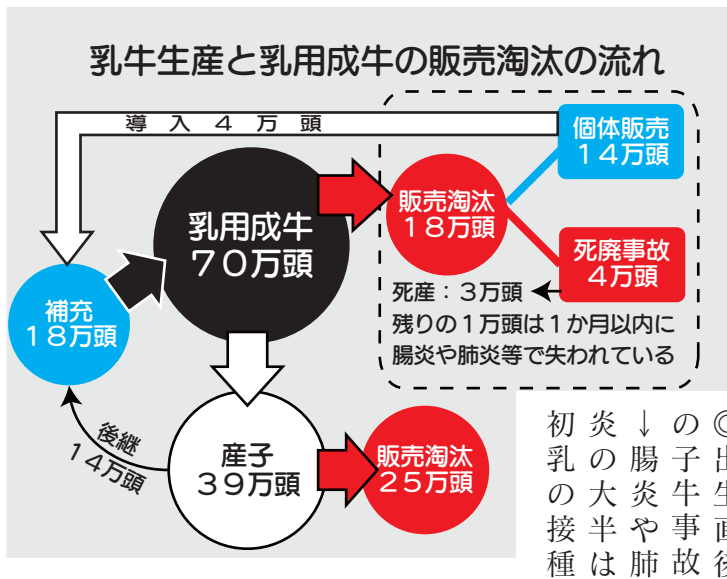 乳牛生産と乳用成牛の販売淘汰の流れ
導入４万頭
個体販売
１４万頭
乳用成牛
７０万頭
販売淘汰
１８万頭
死廃事故
４万頭
死産：３万頭
残りの１万頭は１か月以内に
腸炎や肺炎等で失われている
補充
１８万頭
後継
１４万頭
産子
３９万頭
販売淘汰
２５万頭
の子牛事故
↓腸炎や肺
炎の大半は
初乳の接種